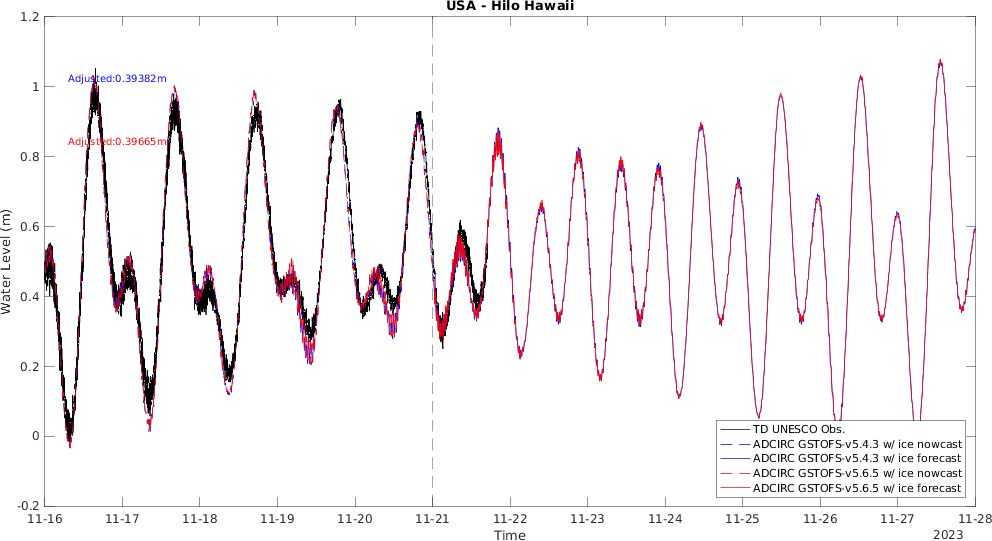 USA - Hilo Hawaii
Water Level (m)
1.2
1
0.8
0.6
0.4
0.2
0
-0.2
Adjusted:0.39382m
Adjusted:0.39665m
TD UNESCO Obs.
ADCIRC GSTOFS-v5.4.3 w/ ice nowcast
ADCIRC GSTOFS-v5.4.3 w/ ice forecast
ADCIRC GSTOFS-v5.6.5 w/ ice nowcast
ADCIRC GSTOFS-v5.6.5 w/ ice forecast
11-16 11-17 11-18 11-19 11-20 11-21 11-22 11-23 11-24 11-25 11-26 11-27 11-28
Time
2023